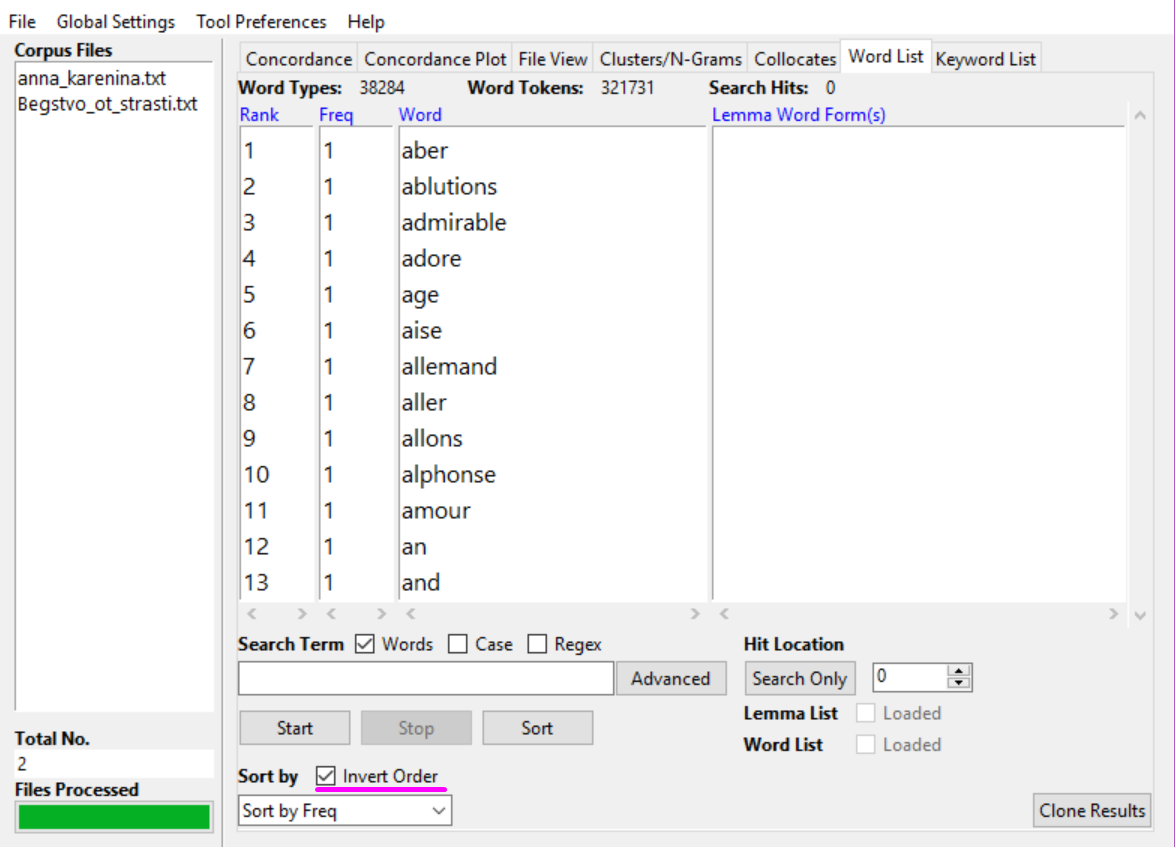 File Global Settings Tool Preferences Help
Corpus Files
anna_karenina.txt
Begstvo_ot_strasti.txt
Total No.
2
Files Processed
Concordance Concordance Plot File View Clusters/N-Grams Collocates Word List Keyword List
Word Types: 38284 Word Tokens: 321731 Search Hits: 0
Rank Freq Word Lemma Word Form(s)
1 1 aber
2 1 ablutions
3 1 admirable
4 1 adore
5 1 age
6 1 aise
7 1 allemand
8 1 aller
9 1 allons
10 1 alphonse
11 1 amour
12 1 an
13 1 and
Search Term Words Case Regex Hit Location
Advanced Search Only 0
Start Stop Sort Lemma List Loaded
Word List Loaded
Sort by Invert Order
Sort by Freq Clone Results